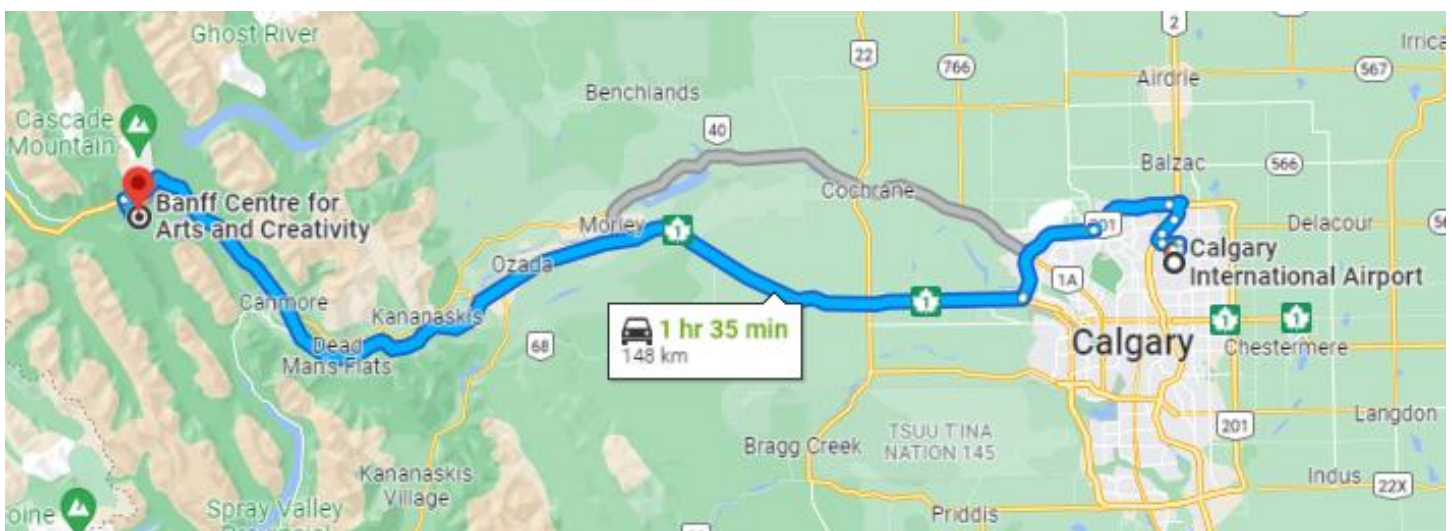 Ghost River
2
22
766
Irrica
567
Airdrie
Benchlands
Cascade
Mountain
40
Balzac
566
Cochrane
Banff Centre for
Arts and Creativity
Morley
1
201
Delacour
Calgary
International Airport
Ozada
1A
Canmore
Kananaskis
1
1 hr 35 min
148 km
68
Dead
Man's Flats
Calgary
1
1
Chestermere
Langdon
201
Bragg Creek
TSUU T'INA
NATION 145
Kananaskis
Village
Indus
22X
Spray Valley
Priddis